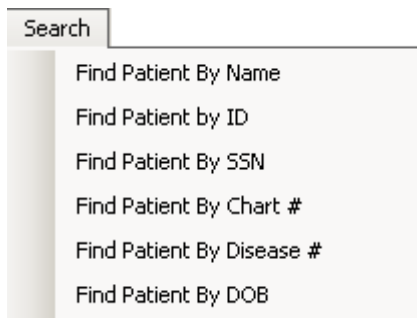 Search
Find Patient By Name
Find Patient by ID
Find Patient By SSN
Find Patient By Chart #
Find Patient By Disease #
Find Patient By DOB